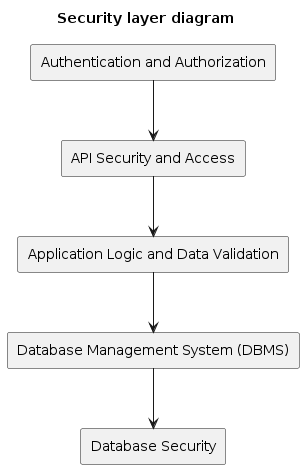 Security layer diagram
Authentication and Authorization
API Security and Access
Application Logic and Data Validation
Database Management System (DBMS)
Database Security